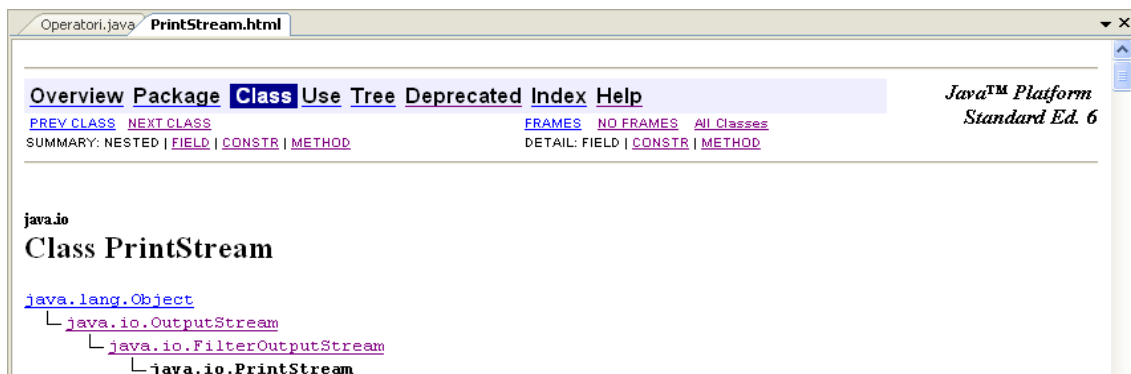 Operatori.java PrintStream.html
Overview Package Class Use Tree Deprecated Index Help
Java™ Platform
Standard Ed. 6
PREV CLASS NEXT CLASS
FRAMES NO FRAMES All Classes
SUMMARY: NESTED | FIELD | CONSTR | METHOD
DETAIL: FIELD | CONSTR | METHOD
java.io
Class PrintStream
java.lang.Object
java.io.OutputStream
java.io.FilterOutputStream
java.io.PrintStream